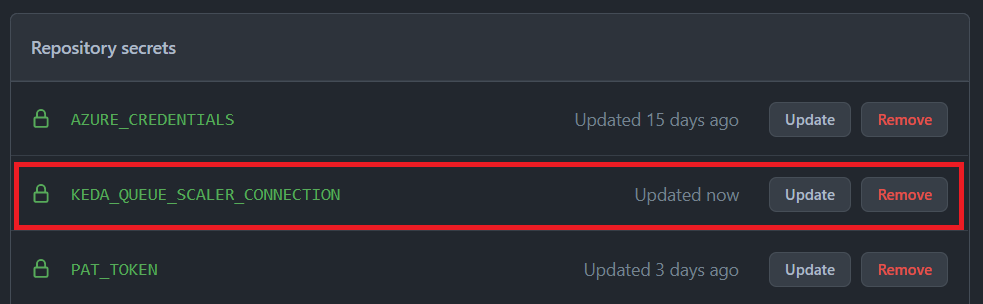 Repository secrets
AZURE_CREDENTIALS Updated 15 days ago Update Remove
KEDA_QUEUE_SCALER_CONNECTION Updated now Update Remove
PAT_TOKEN Updated 3 days ago Update Remove